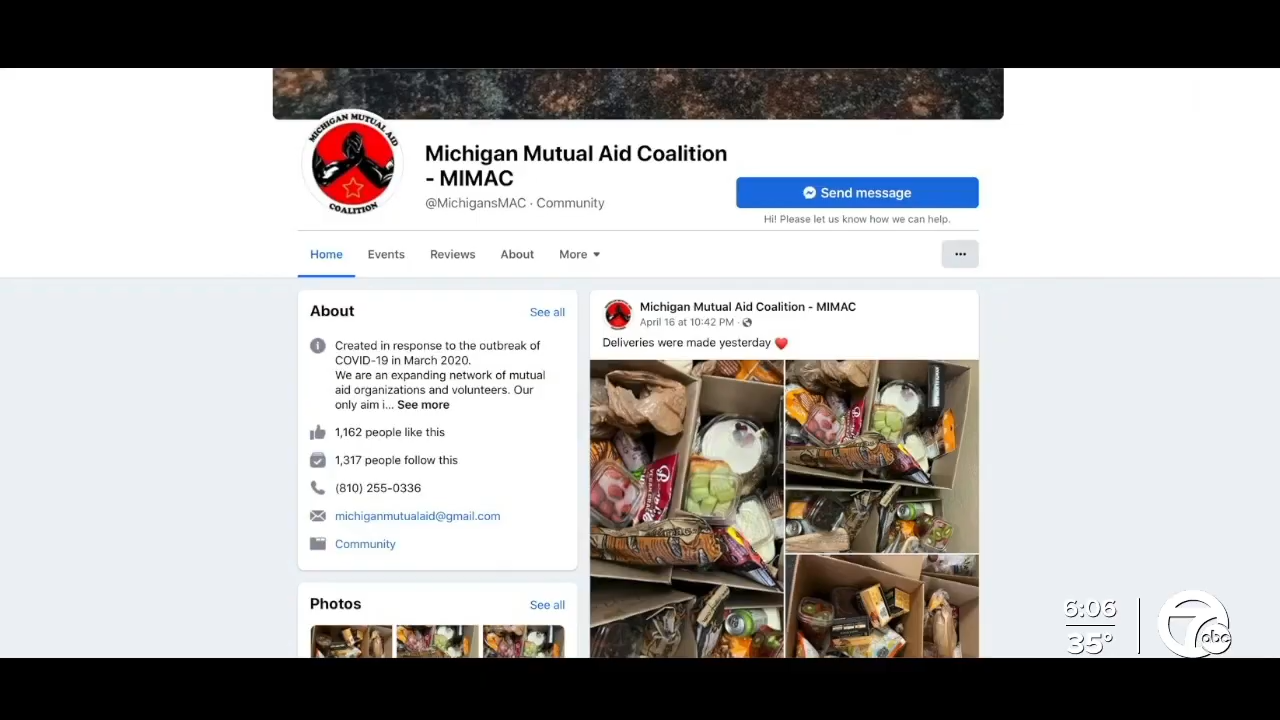 MICHIGAN MUTUAL AID
COALITION
Michigan Mutual Aid Coalition
- MIMAC
@MichigansMAC · Community
Send message
Hi! Please let us know how we can help.
Home
Events
Reviews
About
More
About
See all
Created in response to the outbreak of
COVID-19 in March 2020.
We are an expanding network of mutual
aid organizations and volunteers. Our
only aim i... See more
1,162 people like this
1,317 people follow this
(810) 255-0336
michiganmutualaid@gmail.com
Community
Photos
See all
Michigan Mutual Aid Coalition - MIMAC
April 16 at 10:42 PM ·
Deliveries were made yesterday ❤️
6:06
35°
7
abc